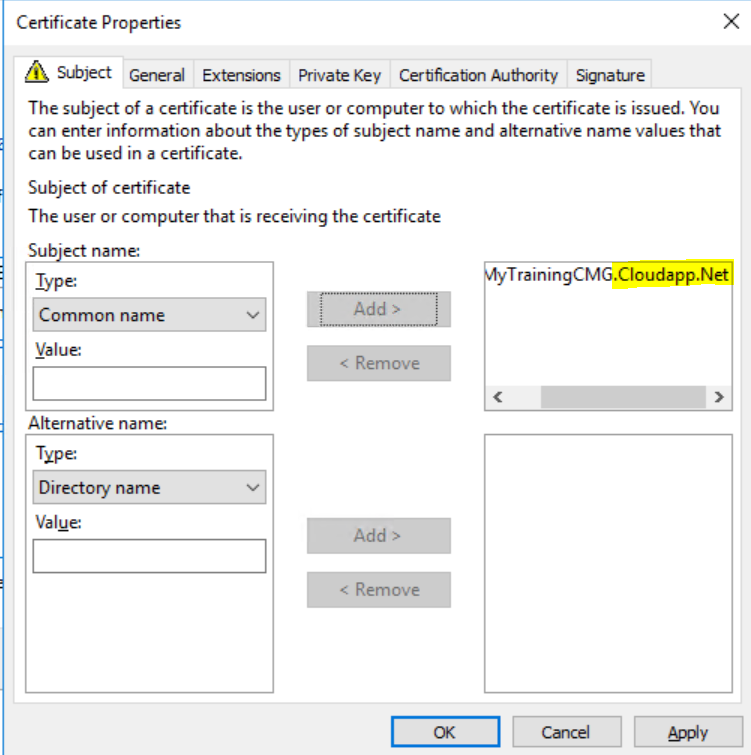 Certificate Properties
Subject General Extensions Private Key Certification Authority Signature
The subject of a certificate is the user or computer to which the certificate is issued. You
can enter information about the types of subject name and alternative name values that
can be used in a certificate.
Subject of certificate
The user or computer that is receiving the certificate
Subject name:
Type:
Common name
Value:
Add >
< Remove
MyTrainingCMG.Cloudapp.Net
Alternative name:
Type:
Directory name
Value:
Add >
< Remove
OK Cancel Apply